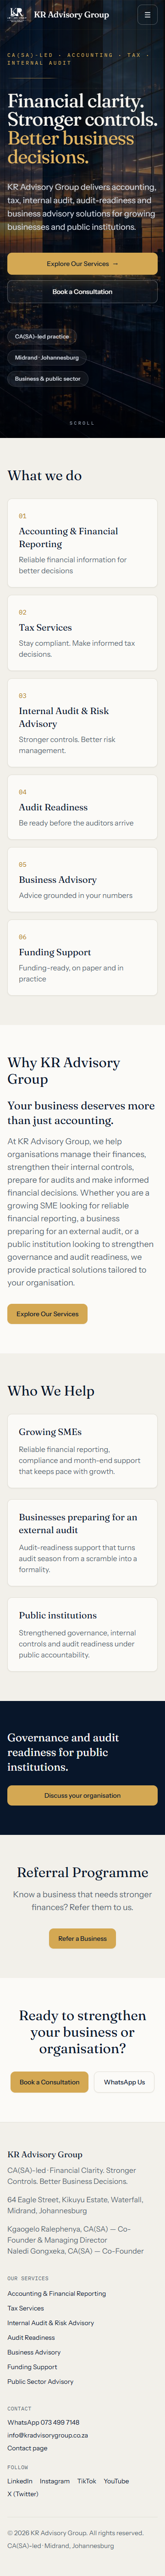 KR
KR Advisory Group
CA(SA)-LED · ACCOUNTING · TAX ·
INTERNAL AUDIT
Financial clarity.
Stronger controls.
Better business
decisions.
KR Advisory Group delivers accounting,
tax, internal audit, audit-readiness and
business advisory solutions for growing
businesses and public institutions.
Explore Our Services →
Book a Consultation
CA(SA)-led practice
Midrand · Johannesburg
Business & public sector
SCROLL
What we do
01
Accounting & Financial
Reporting
Reliable financial information for
better decisions
02
Tax Services
Stay compliant. Make informed tax
decisions.
03
Internal Audit & Risk
Advisory
Stronger controls. Better risk
management.
04
Audit Readiness
Be ready before the auditors arrive
05
Business Advisory
Advice grounded in your numbers
06
Funding Support
Funding-ready, on paper and in
practice
Why KR Advisory
Group
Your business deserves more
than just accounting.
At KR Advisory Group, we help
organisations manage their finances,
strengthen their internal controls,
prepare for audits and make informed
financial decisions. Whether you are a
growing SME looking for reliable
financial reporting, a business
preparing for an external audit, or a
public institution looking to strengthen
governance and audit readiness, we
provide practical solutions tailored to
your organisation.
Explore Our Services
Who We Help
Growing SMEs
Reliable financial reporting,
compliance and month-end support
that keeps pace with growth.
Businesses preparing for an
external audit
Audit-readiness support that turns
audit season from a scramble into a
formality.
Public institutions
Strengthened governance, internal
controls and audit readiness under
public accountability.
Governance and audit
readiness for public
institutions.
Discuss your organisation
Referral Programme
Know a business that needs stronger
finances? Refer them to us.
Refer a Business
Ready to strengthen
your business or
organisation?
Book a Consultation
WhatsApp Us
KR Advisory Group
CA(SA)-led · Financial Clarity. Stronger
Controls. Better Business Decisions.
64 Eagle Street, Kikuyu Estate, Waterfall,
Midrand, Johannesburg
Kgaogelo Ralephenya, CA(SA) — Co-
Founder & Managing Director
Naledi Gongxeka, CA(SA) — Co-Founder
OUR SERVICES
Accounting & Financial Reporting
Tax Services
Internal Audit & Risk Advisory
Audit Readiness
Business Advisory
Funding Support
Public Sector Advisory
CONTACT
WhatsApp 073 499 7148
info@kradvisorygroup.co.za
Contact page
FOLLOW
LinkedIn Instagram TikTok YouTube
X (Twitter)
© 2026 KR Advisory Group. All rights reserved.
CA(SA)-led · Midrand, Johannesburg